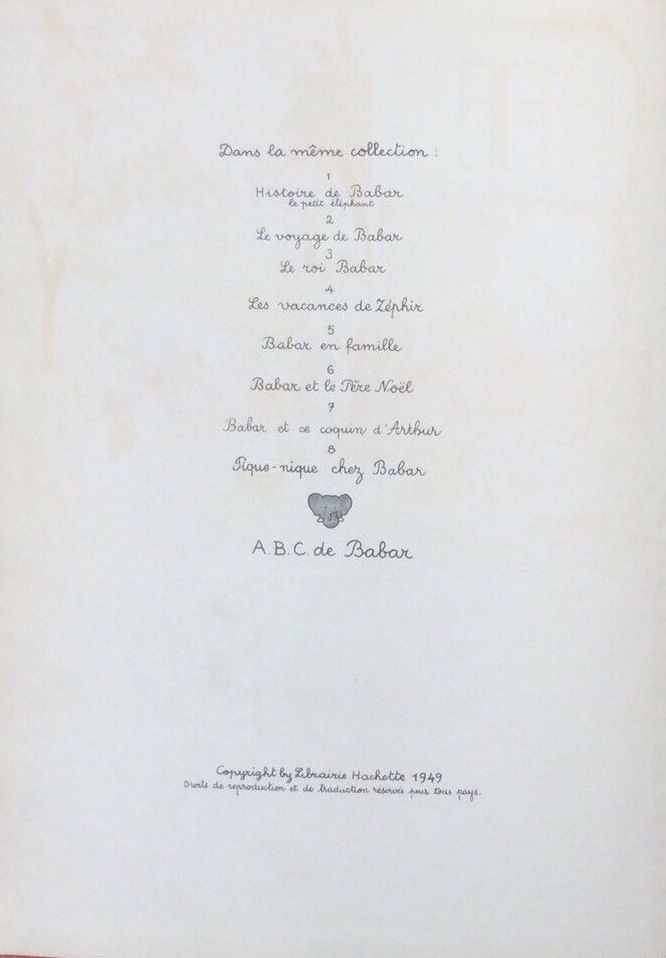 Dans la même collection :
1
Histoire de Babar
le petit éléphant
2
Le voyage de Babar
3
Le roi Babar
4
Les vacances de Zéphir
5
Babar en famille
6
Babar et le Père Noël
7
Babar et ce coquin d'Arthur
8
Pique-nique chez Babar
A.B.C. de Babar
Copyright by Librairie Hachette 1949
Droits de reproduction et de traduction réservés pour tous pays.